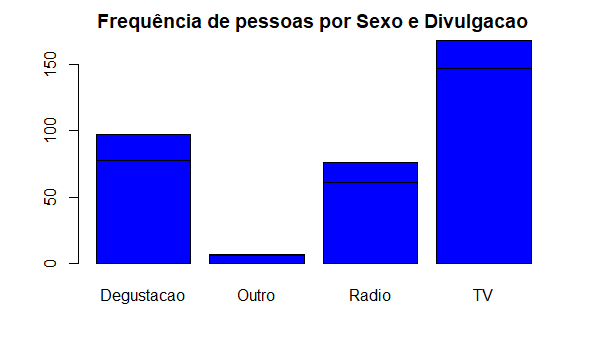 Frequência de pessoas por Sexo e Divulgacao
150
100
50
0
Degustacao Outro Radio TV